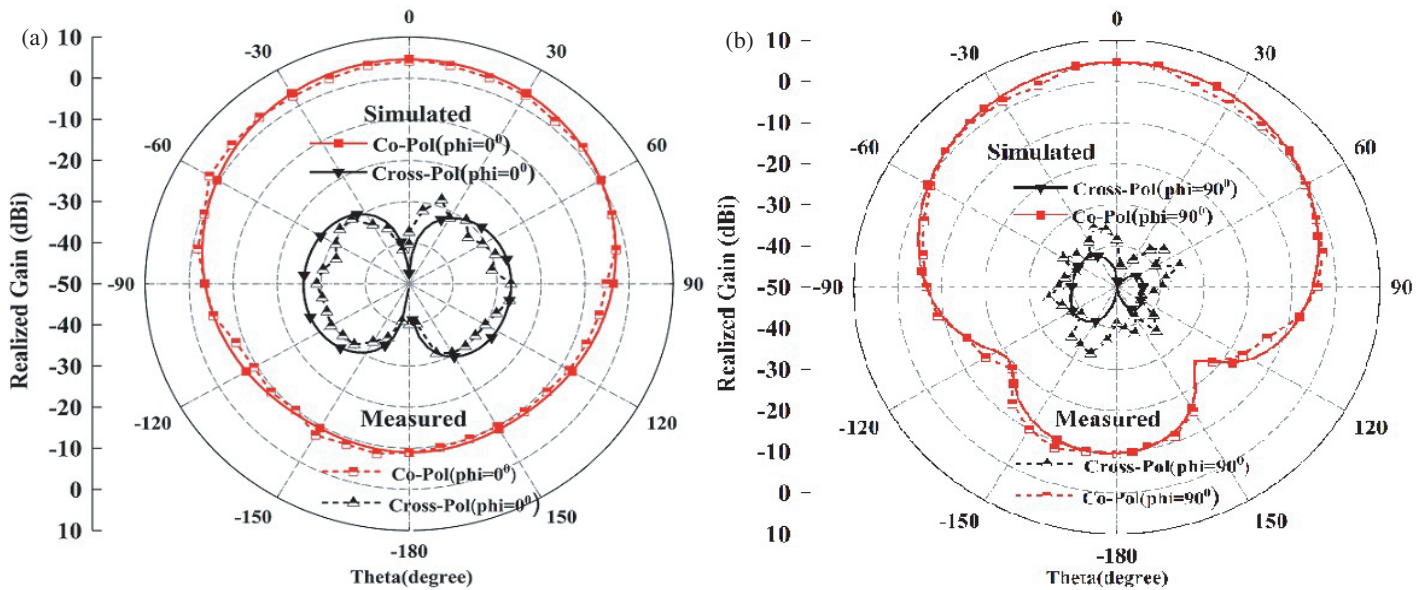 (a)
Realized Gain (dBi)
10
0
-10
-20
-30
-40
-50
-40
-30
-20
-10
0
10
0
30
60
90
120
150
-180
-150
-120
-90
-60
-30
Simulated
Co-Pol(phi=0⁰)
Cross-Pol(phi=0⁰)
Measured
Co-Pol(phi=0⁰)
Cross-Pol(phi=0⁰)
Theta(degree)
(b)
Realized Gain (dBi)
10
0
-10
-20
-30
-40
-50
-40
-30
-20
-10
0
10
0
30
60
90
120
150
-180
-150
-120
-90
-60
-30
Simulated
Cross-Pol(phi=90⁰)
Co-Pol(phi=90⁰)
Measured
Cross-Pol(phi=90⁰)
Co-Pol(phi=90⁰)
Theta(degree)